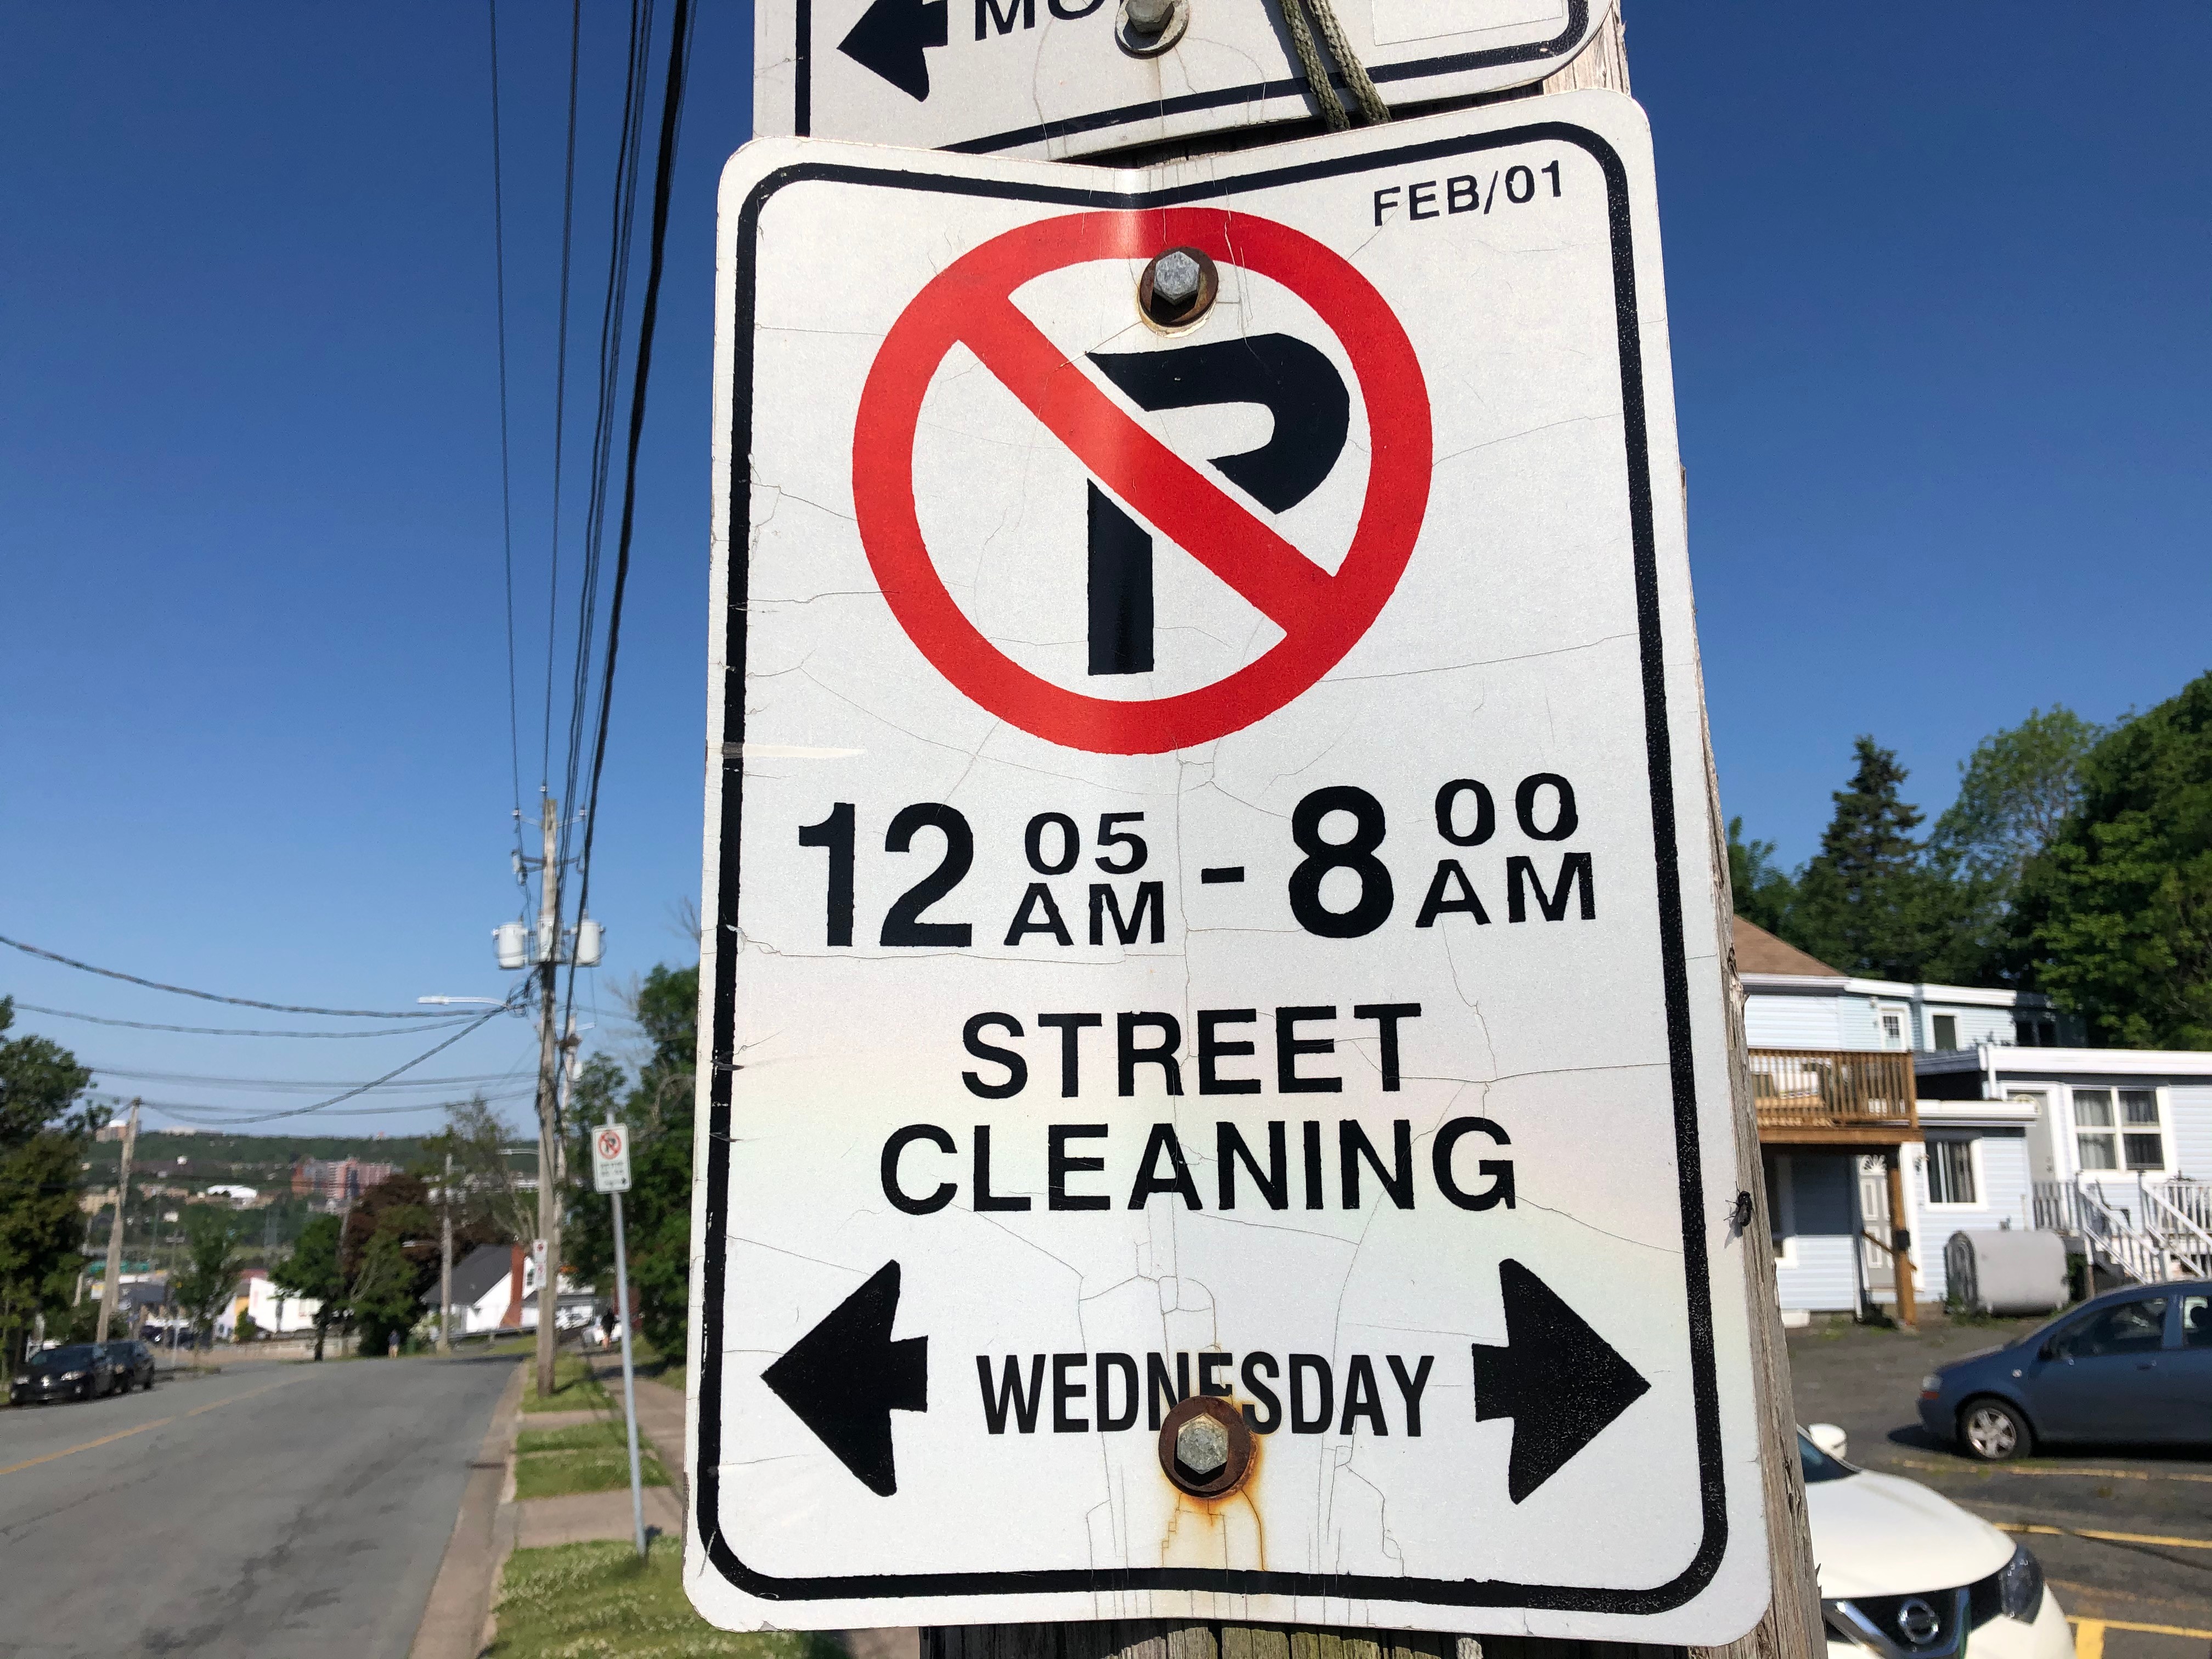 FEB/01
P
12 05 AM - 8 00 AM
STREET
CLEANING
WEDNESDAY